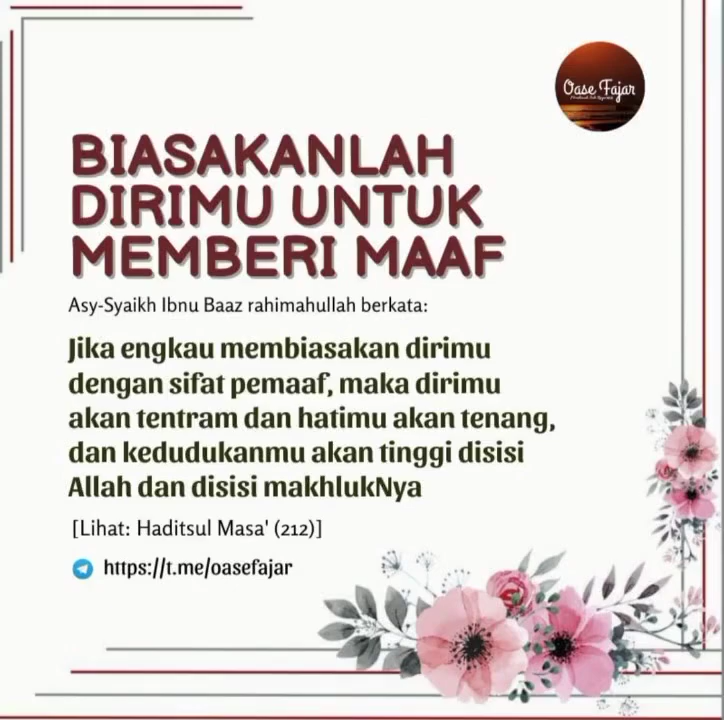 Oase Fajar
BIASAKANLAH
DIRIMU UNTUK
MEMBERI MAAF
Asy-Syaikh Ibnu Baaz rahimahullah berkata:
Jika engkau membiasakan dirimu
dengan sifat pemaaf, maka dirimu
akan tentram dan hatimu akan tenang,
dan kedudukanmu akan tinggi disisi
Allah dan disisi makhlukNya
[Lihat: Haditsul Masa' (212)]
https://t.me/oasefajar